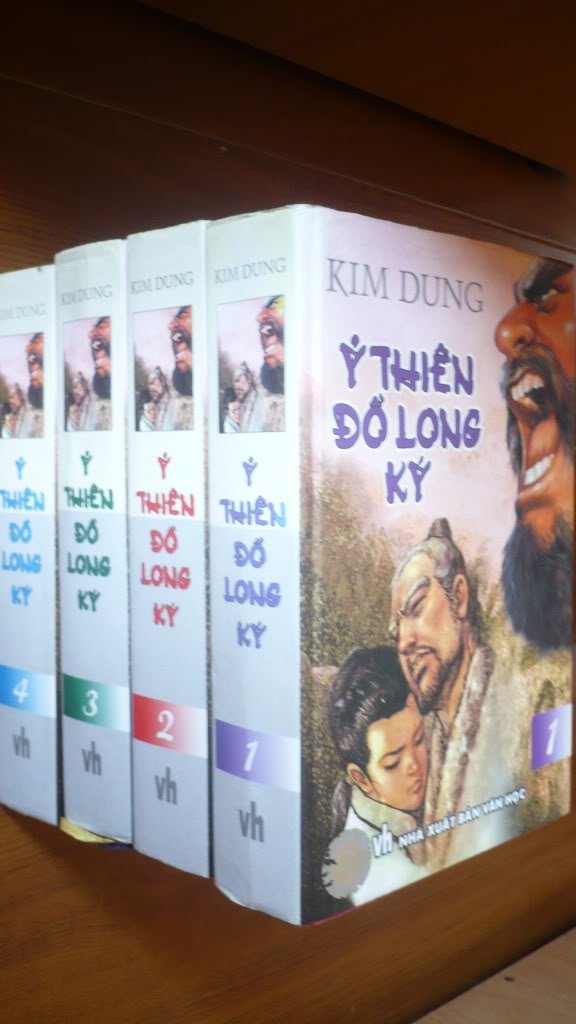 KIM DUNG
Ỷ THIÊN
ĐỒ LONG
KÝ
1
vh NHÀ XUẤT BẢN VĂN HỌC
KIM DUNG
Ỷ
THIÊN
ĐỒ
LONG
KÝ
1
vh
KIM DUNG
Ỷ
THIÊN
ĐỒ
LONG
KÝ
2
vh
KIM DUNG
Ỷ
THIÊN
ĐỒ
LONG
KÝ
3
vh
KIM DUNG
Ỷ
THIÊN
ĐỒ
LONG
KÝ
4
vh